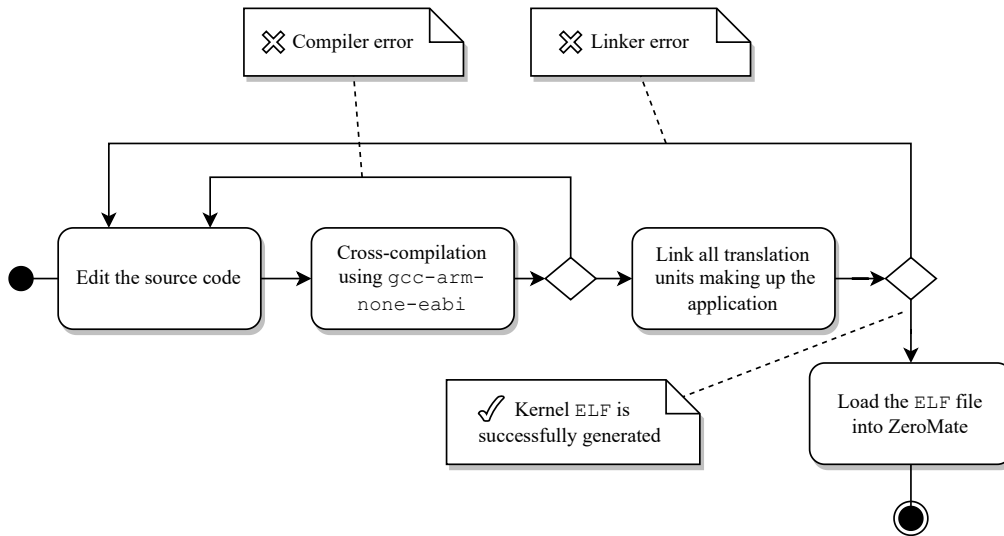 Compiler error
Linker error
Edit the source code
Cross-compilation
using gcc-arm-
none-eabi
Link all translation
units making up the
application
Kernel ELF is
successfully generated
Load the ELF file
into ZeroMate